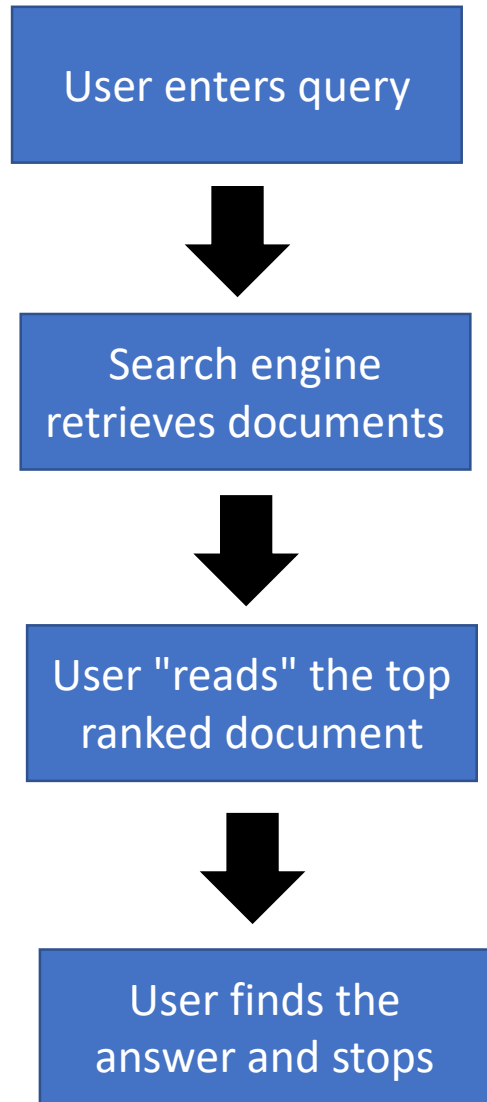 User enters query
Search engine
retrieves documents
User "reads" the top
ranked document
User finds the
answer and stops